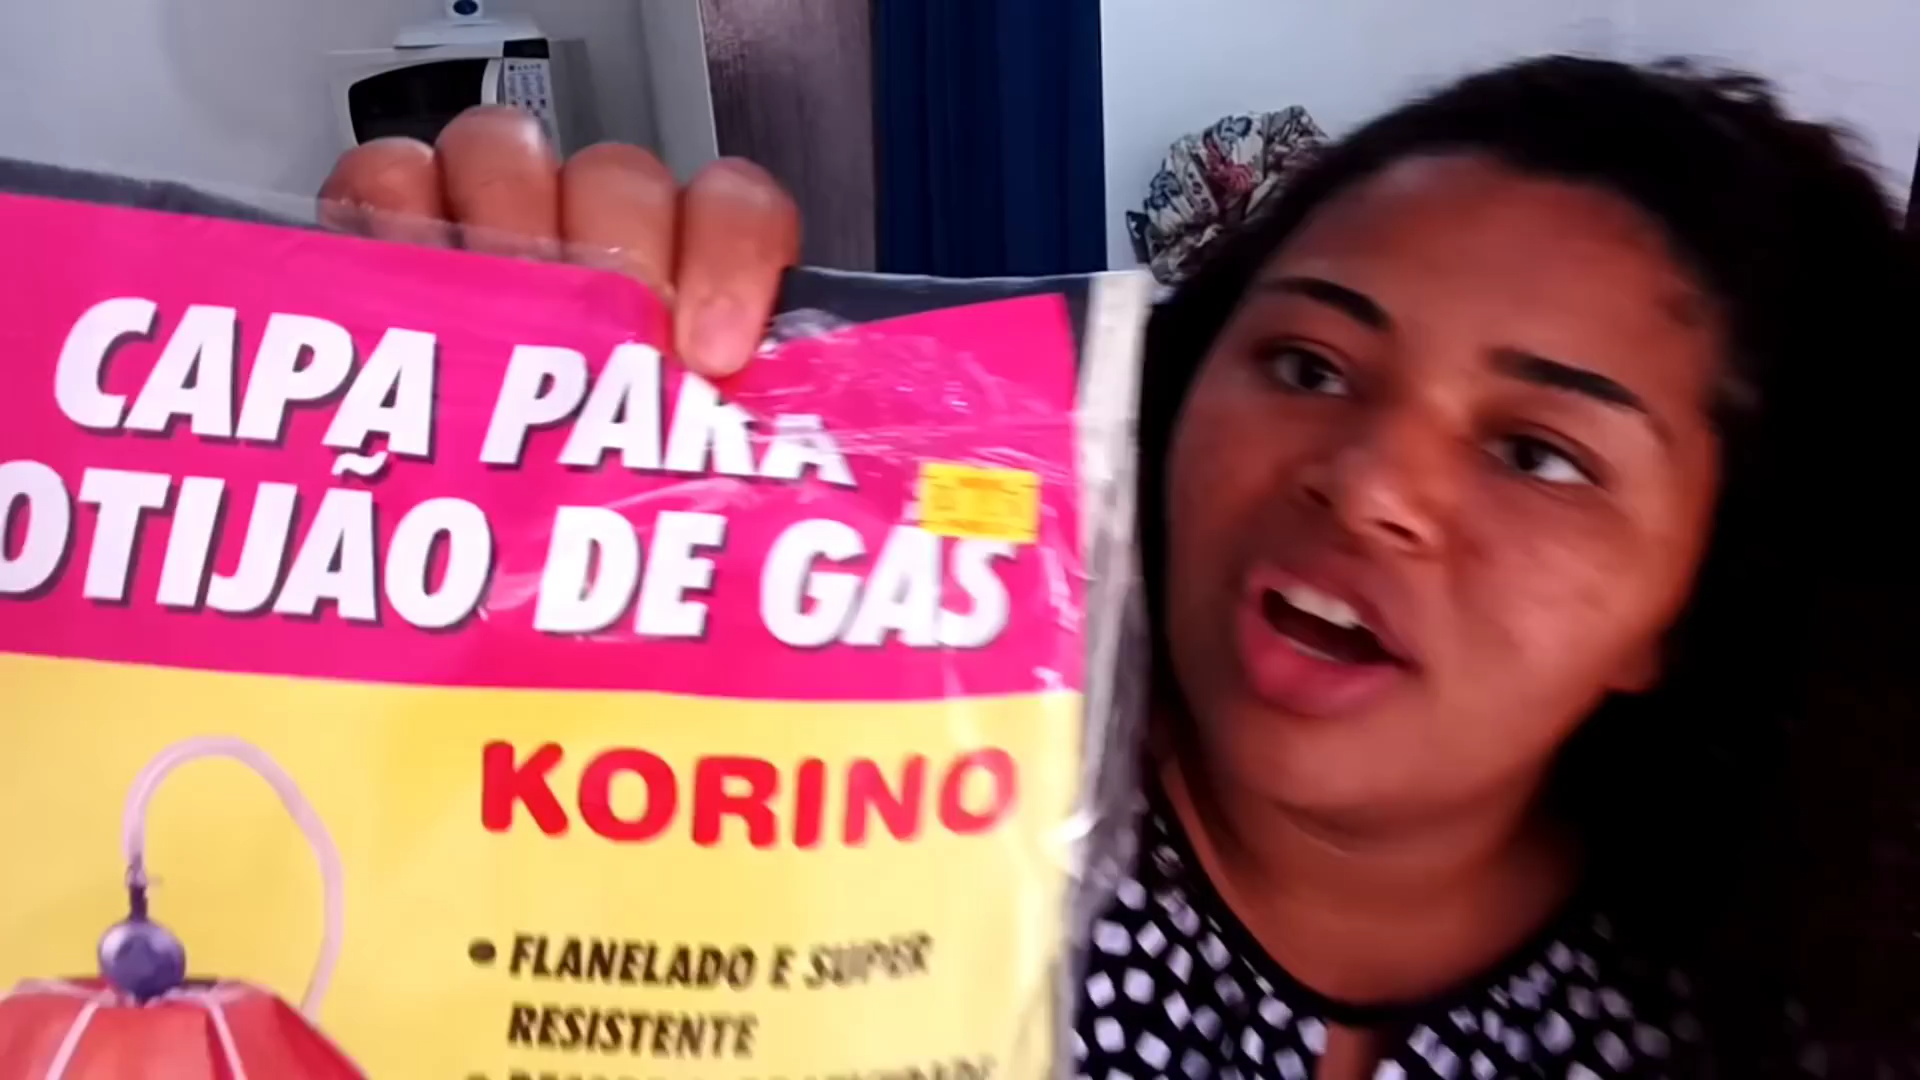 CAPA PARA
OTIJÃO DE GÁS
KORINO
• FLANELADO E SUPER
RESISTENTE